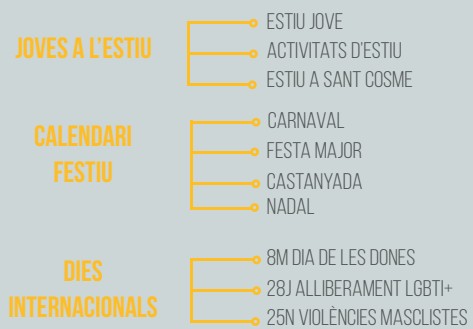 JOVES A L'ESTIU
ESTIU JOVE
ACTIVITATS D'ESTIU
ESTIU A SANT COSME
CALENDARI
FESTIU
CARNAVAL
FESTA MAJOR
CASTANYADA
NADAL
DIES
INTERNACIONALS
8M DIA DE LES DONES
28J ALLIBERAMENT LGBTI+
25N VIOLÈNCIES MASCLISTES